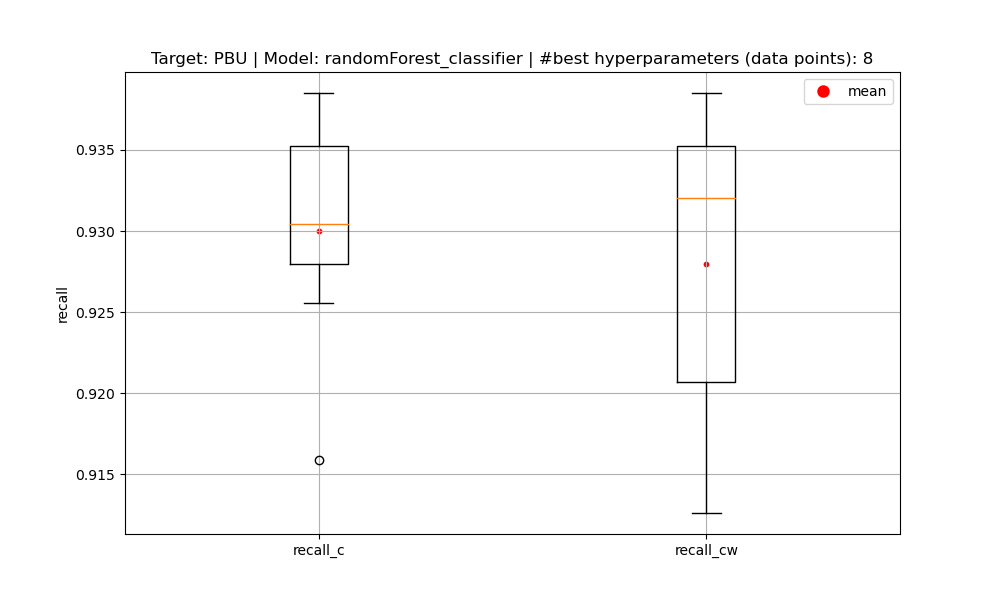 Target: PBU | Model: randomForest_classifier | #best hyperparameters (data points): 8
mean
0.935
0.930
0.925
0.920
0.915
recall
recall_c
recall_cw